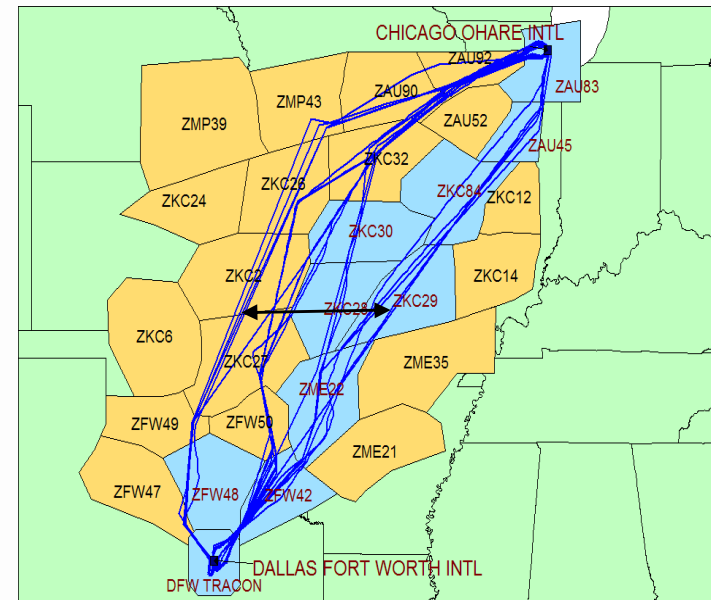 CHICAGO OHARE INTL
ZAU92
ZAU90
ZAU83
ZMP43
ZMP39
ZAU52
ZAU45
ZKC32
ZKC26
ZKC84
ZKC24
ZKC12
ZKC30
ZKC2
ZKC14
ZKC28
ZKC29
ZKC6
ZKC27
ZME35
ZME22
ZFW49
ZFW50
ZME21
ZFW47
ZFW48
ZFW42
DALLAS FORT WORTH INTL
DFW TRACON